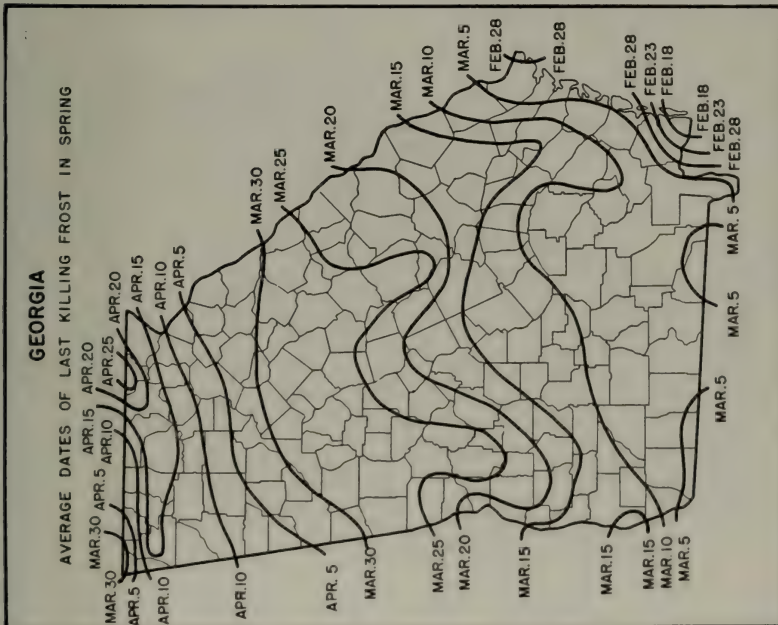 GEORGIA
AVERAGE DATES OF LAST KILLING FROST IN SPRING
APR. 20
APR. 25
APR. 20
APR. 15
APR. 10
APR. 5
MAR. 30
MAR. 25
MAR. 20
MAR. 15
MAR. 10
MAR. 5
FEB. 28
FEB. 28
FEB. 28
FEB. 23
FEB. 18
FEB. 18
FEB. 23
FEB. 28
MAR. 5
MAR. 5
MAR. 5
MAR. 5
MAR. 10
MAR. 15
MAR. 15
MAR. 15
MAR. 20
MAR. 25
MAR. 30
APR. 5
APR. 10
APR. 10
APR. 5
MAR. 30
MAR. 30
APR. 5
APR. 10
APR. 15